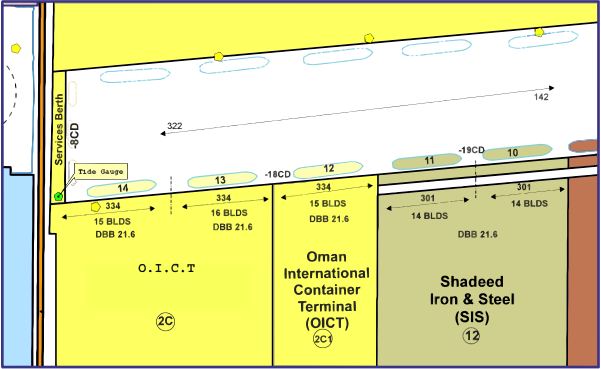 142
322
-19CD
Services Berth
-8CD
Tide Gauge
14
13
-18CD
12
11
10
334
334
334
301
301
15 BLDS
16 BLDS
15 BLDS
14 BLDS
14 BLDS
DBB 21.6
DBB 21.6
DBB 21.6
DBB 21.6
O.I.C.T
Oman
International
Container
Terminal
(OICT)
Shadeed
Iron & Steel
(SIS)
2C
2C1
12